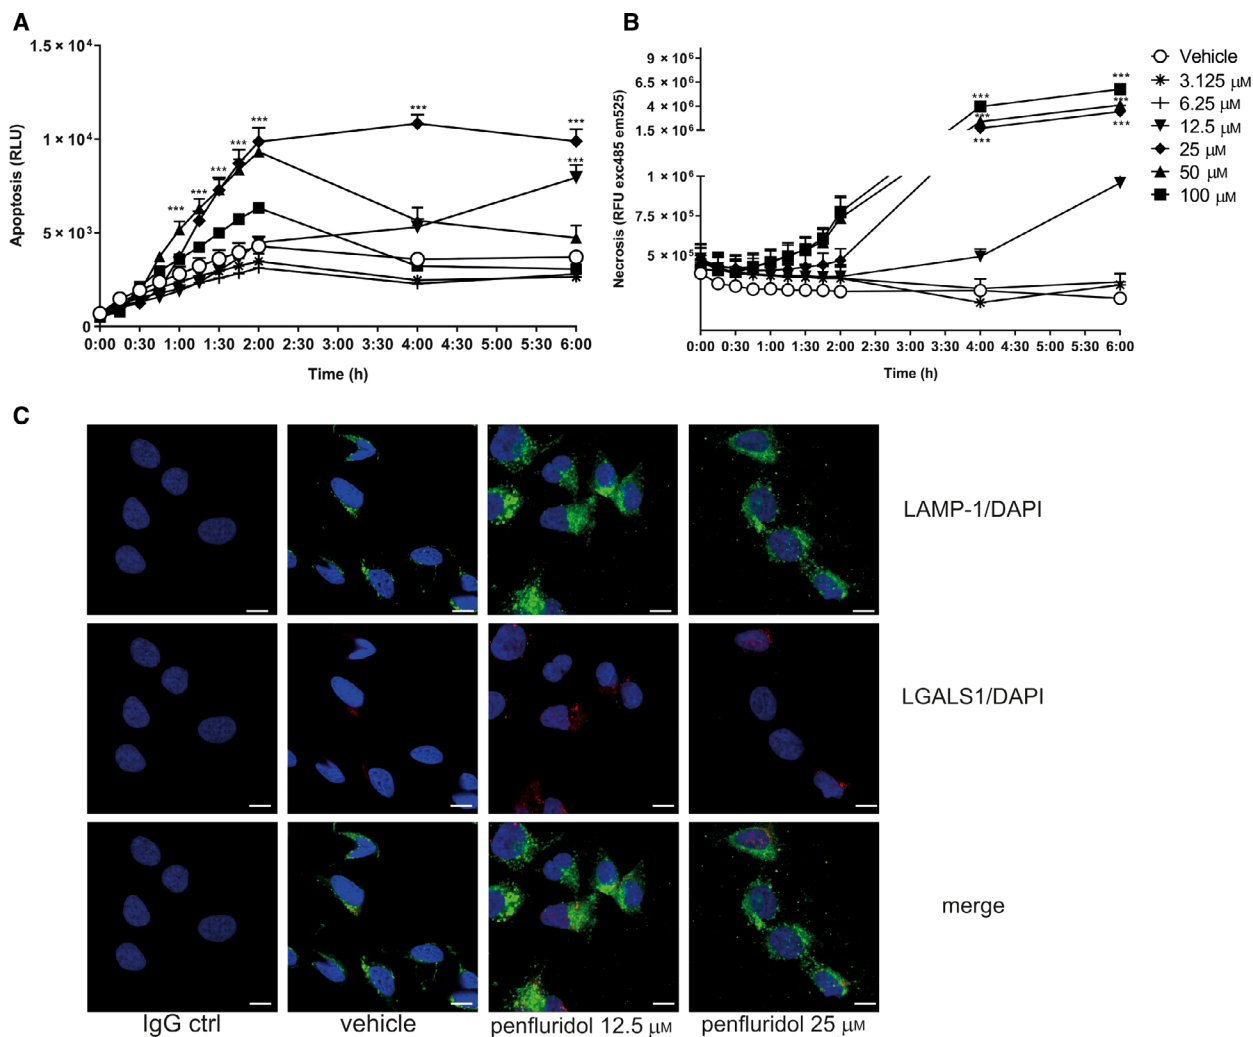 A
Apoptosis (RLU)
1.5 × 10⁴
1 × 10⁴
5 × 10³
0
***
***
***
***
***
***
***
***
0:00 0:30 1:00 1:30 2:00 2:30 3:00 3:30 4:00 4:30 5:00 5:30 6:00
Time (h)
B
Necrosis (RFU exc485 em525)
9 × 10⁶
6.5 × 10⁶
4 × 10⁶
1.5 × 10⁶
1 × 10⁶
7.5 × 10⁵
5 × 10⁵
***
***
***
***
***
***
0:00 0:30 1:00 1:30 2:00 2:30 3:00 3:30 4:00 4:30 5:00 5:30 6:00
Time (h)
Vehicle
3.125 μM
6.25 μM
12.5 μM
25 μM
50 μM
100 μM
C
LAMP-1/DAPI
LGALS1/DAPI
merge
IgG ctrl
vehicle
penfluridol 12.5 μM
penfluridol 25 μM